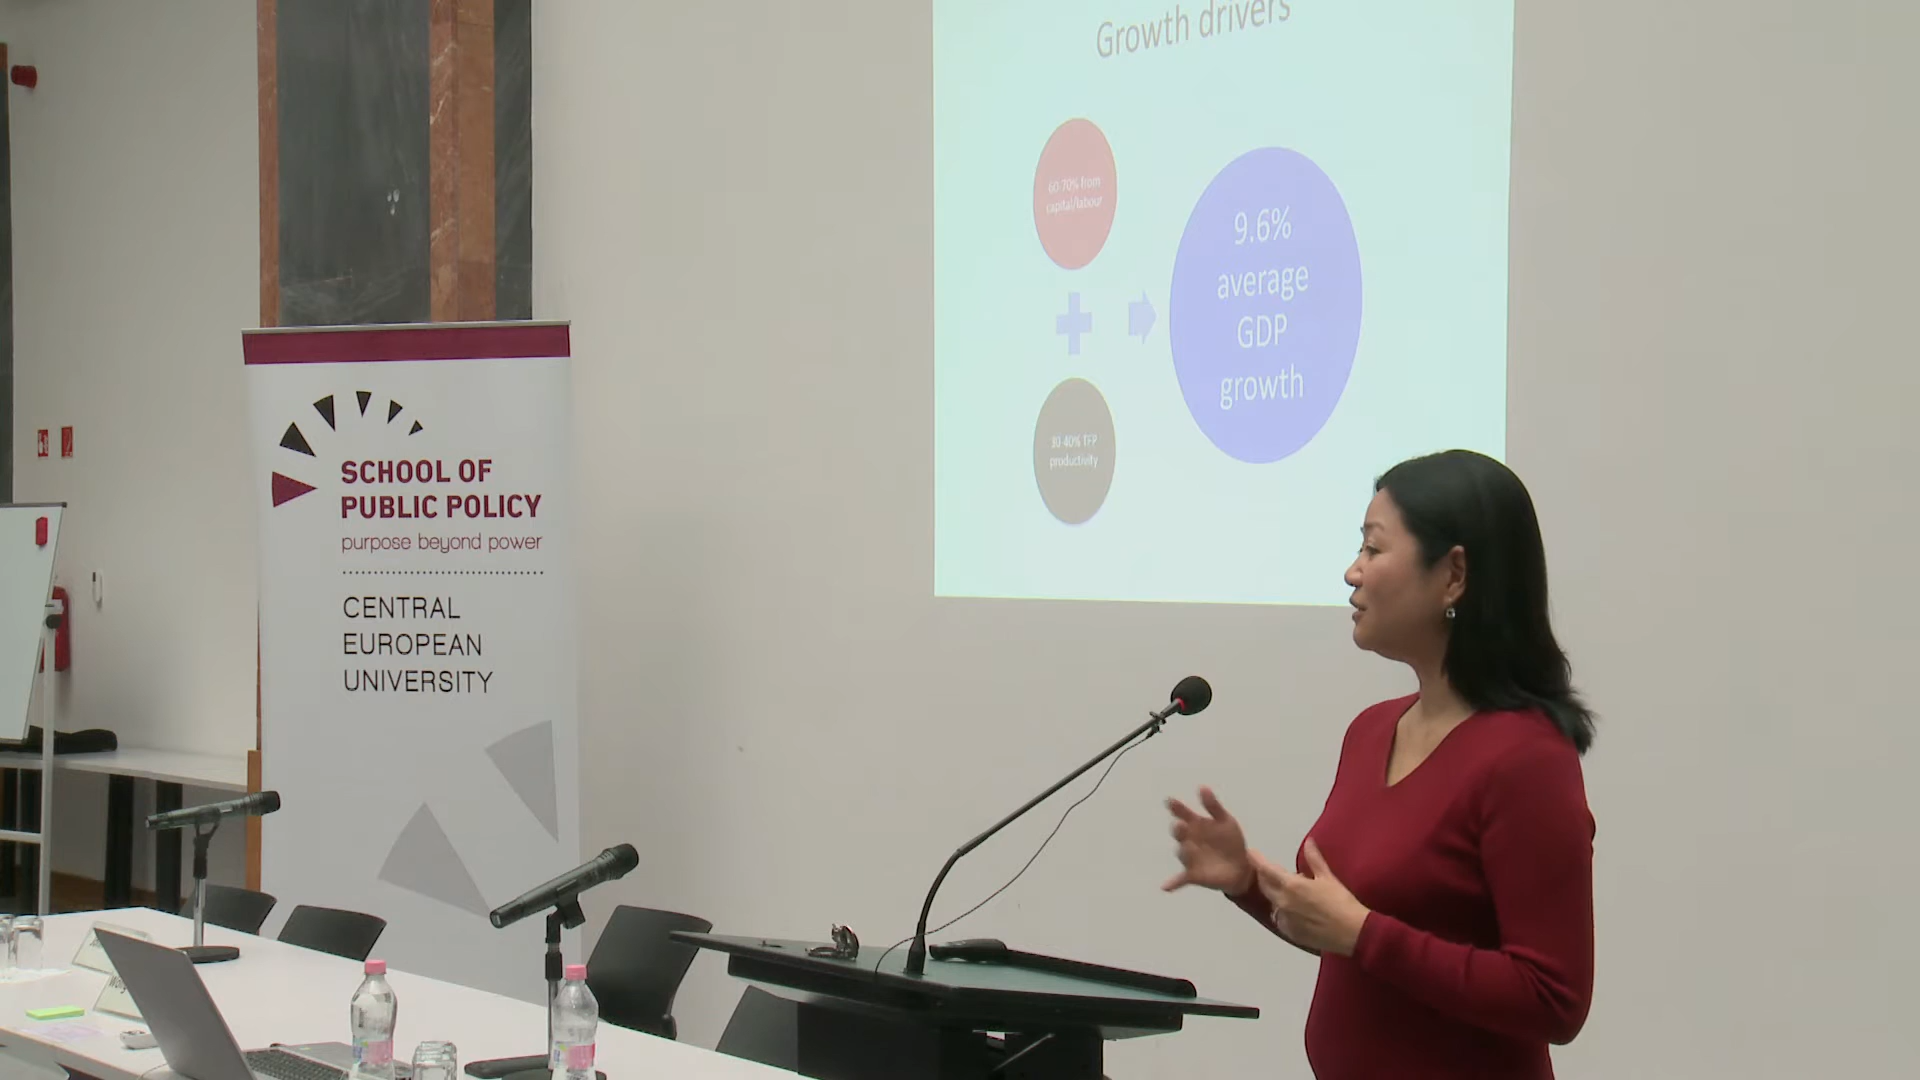 Growth drivers
60-70% from
capital/labour
30-40% TFP
productivity
9.6%
average
GDP
growth
SCHOOL OF
PUBLIC POLICY
purpose beyond power
CENTRAL
EUROPEAN
UNIVERSITY